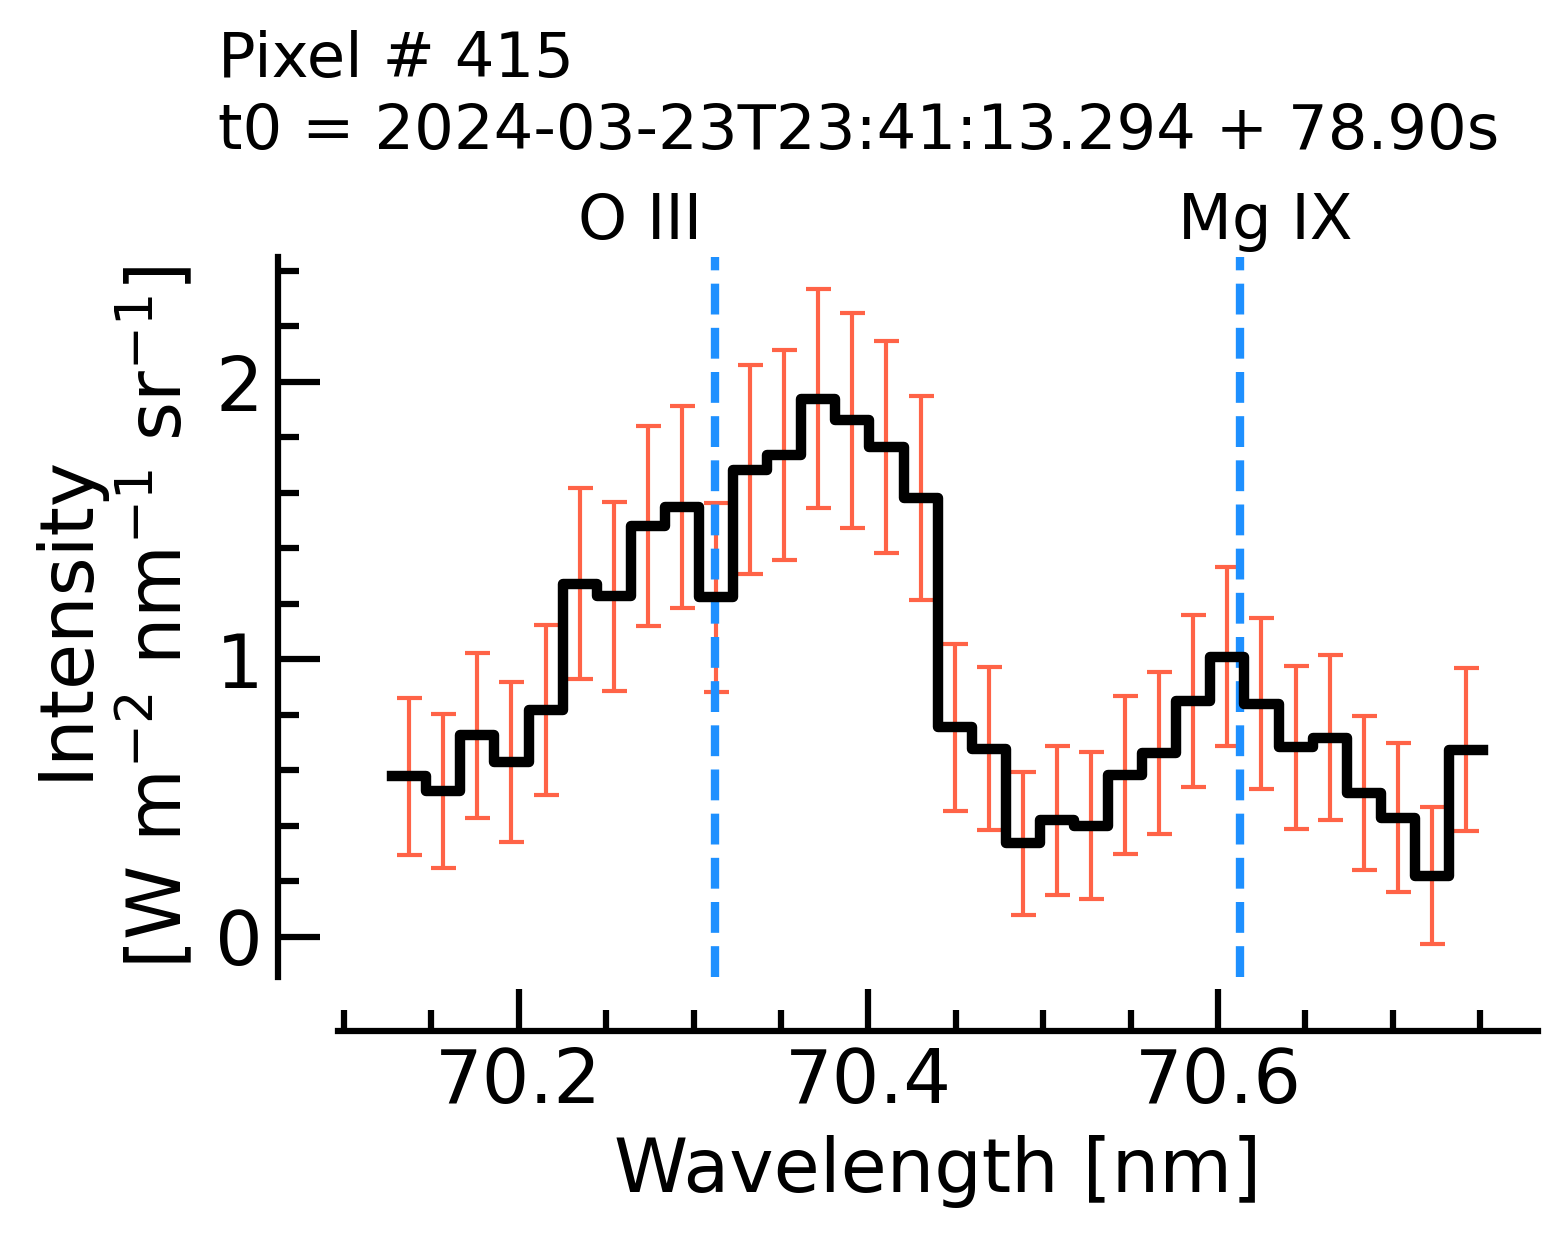 Pixel # 415
t0 = 2024-03-23T23:41:13.294 + 78.90s
O III
Mg IX
Intensity
[W m⁻² nm⁻¹ sr⁻¹]
2
1
0
70.2
70.4
70.6
Wavelength [nm]